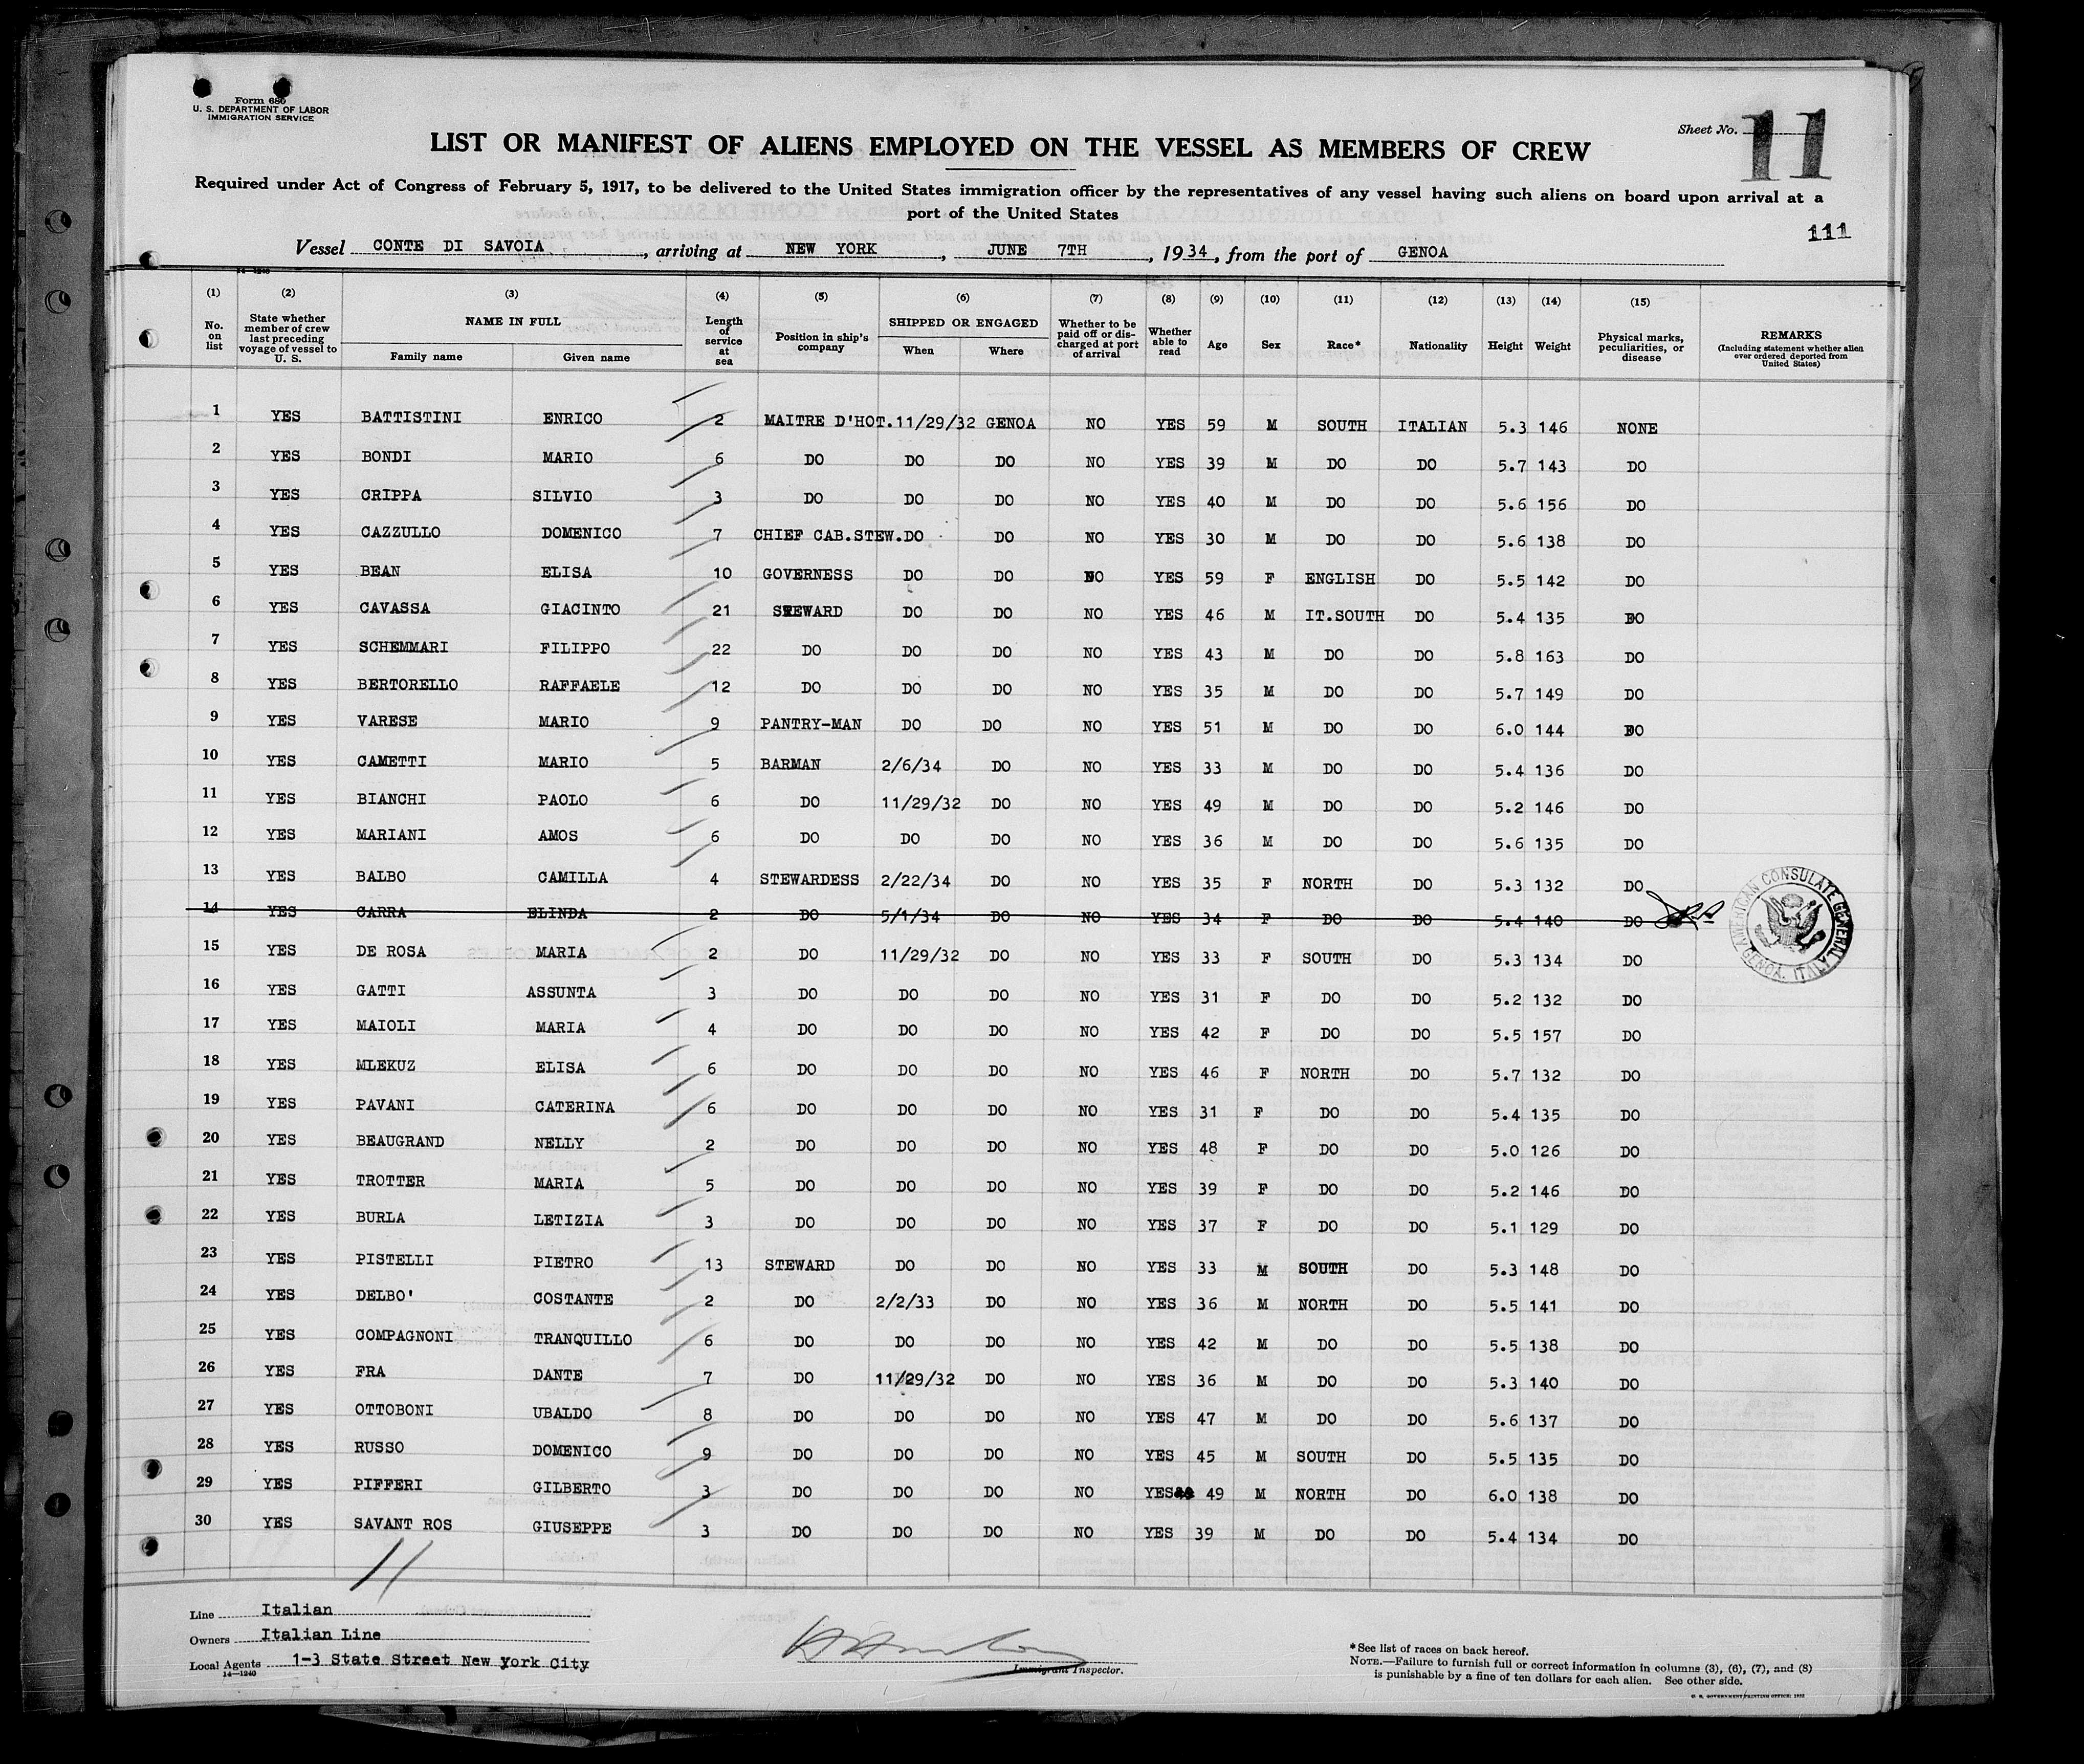 Form 680
U. S. DEPARTMENT OF LABOR
IMMIGRATION SERVICE
Sheet No. 11
LIST OR MANIFEST OF ALIENS EMPLOYED ON THE VESSEL AS MEMBERS OF CREW
Required under Act of Congress of February 5, 1917, to be delivered to the United States immigration officer by the representatives of any vessel having such aliens on board upon arrival at a
port of the United States
111
Vessel CONTE DI SAVOIA, arriving at NEW YORK, JUNE 7TH, 1934, from the port of GENOA
14—1240
(1) (2) (3) (4) (5) (6) (7) (8) (9) (10) (11) (12) (13) (14) (15)
No. on list
State whether member of crew last preceding voyage of vessel to U. S.
NAME IN FULL
Family name
Given name
Length of service at sea
Position in ship's company
SHIPPED OR ENGAGED
When
Where
Whether to be paid off or discharged at port of arrival
Whether able to read
Age
Sex
Race*
Nationality
Height
Weight
Physical marks, peculiarities, or disease
REMARKS
(Including statement whether alien ever ordered deported from United States)
1 YES BATTISTINI ENRICO 2 MAITRE D'HOT. 11/29/32 GENOA NO YES 59 M SOUTH ITALIAN 5.3 146 NONE
2 YES BONDI MARIO 6 DO DO DO NO YES 39 M DO DO 5.7 143 DO
3 YES CRIPPA SILVIO 3 DO DO DO NO YES 40 M DO DO 5.6 156 DO
4 YES CAZZULLO DOMENICO 7 CHIEF CAB.STEW. DO DO NO YES 30 M DO DO 5.6 138 DO
5 YES BEAN ELISA 10 GOVERNESS DO DO NO YES 59 F ENGLISH DO 5.5 142 DO
6 YES CAVASSA GIACINTO 21 STEWARD DO DO NO YES 46 M IT.SOUTH DO 5.4 135 DO
7 YES SCHEMMARI FILIPPO 22 DO DO DO NO YES 43 M DO DO 5.8 163 DO
8 YES BERTORELLO RAFFAELE 12 DO DO DO NO YES 35 M DO DO 5.7 149 DO
9 YES VARESE MARIO 9 PANTRY-MAN DO DO NO YES 51 M DO DO 6.0 144 DO
10 YES CAMETTI MARIO 5 BARMAN 2/6/34 DO NO YES 33 M DO DO 5.4 136 DO
11 YES BIANCHI PAOLO 6 DO 11/29/32 DO NO YES 49 M DO DO 5.2 146 DO
12 YES MARIANI AMOS 6 DO DO DO NO YES 36 M DO DO 5.6 135 DO
13 YES BALBO CAMILLA 4 STEWARDESS 2/22/34 DO NO YES 35 F NORTH DO 5.3 132 DO
14 YES CARRA ELINDA 2 DO 5/1/34 DO NO YES 34 F DO DO 5.4 140 DO
AMERICAN CONSULATE GENERAL GENOA, ITALY
15 YES DE ROSA MARIA 2 DO 11/29/32 DO NO YES 33 F SOUTH DO 5.3 134 DO
16 YES GATTI ASSUNTA 3 DO DO DO NO YES 31 F DO DO 5.2 132 DO
17 YES MAIOLI MARIA 4 DO DO DO NO YES 42 F DO DO 5.5 157 DO
18 YES MLEKUZ ELISA 6 DO DO DO NO YES 46 F NORTH DO 5.7 132 DO
19 YES PAVANI CATERINA 6 DO DO DO NO YES 31 F DO DO 5.4 135 DO
20 YES BEAUGRAND NELLY 2 DO DO DO NO YES 48 F DO DO 5.0 126 DO
21 YES TROTTER MARIA 5 DO DO DO NO YES 39 F DO DO 5.2 146 DO
22 YES BURLA LETIZIA 3 DO DO DO NO YES 37 F DO DO 5.1 129 DO
23 YES PISTELLI PIETRO 13 STEWARD DO DO NO YES 33 M SOUTH DO 5.3 148 DO
24 YES DELBO' COSTANTE 2 DO 2/2/33 DO NO YES 36 M NORTH DO 5.5 141 DO
25 YES COMPAGNONI TRANQUILLO 6 DO DO DO NO YES 42 M DO DO 5.5 138 DO
26 YES FRA DANTE 7 DO 11/29/32 DO NO YES 36 M DO DO 5.3 140 DO
27 YES OTTOBONI UBALDO 8 DO DO DO NO YES 47 M DO DO 5.6 137 DO
28 YES RUSSO DOMENICO 9 DO DO DO NO YES 45 M SOUTH DO 5.5 135 DO
29 YES PIFFERI GILBERTO 3 DO DO DO NO YES 49 M NORTH DO 6.0 138 DO
30 YES SAVANT ROS GIUSEPPE 3 DO DO DO NO YES 39 M DO DO 5.4 134 DO
11
Line Italian
Owners Italian Line
Local Agents 1-3 State Street New York City
14—1240
Immigrant Inspector.
*See list of races on back hereof.
NOTE.—Failure to furnish full or correct information in columns (3), (6), (7), and (8)
is punishable by a fine of ten dollars for each alien. See other side.
U. S. GOVERNMENT PRINTING OFFICE: 1932